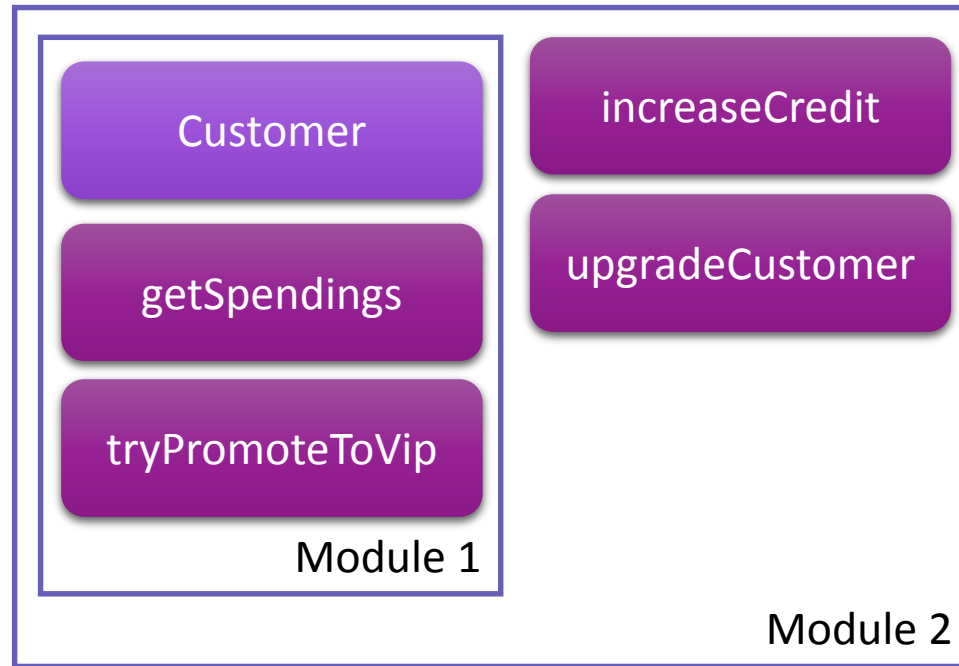 Customer
getSpendings
tryPromoteToVip
Module 1
increaseCredit
upgradeCustomer
Module 2